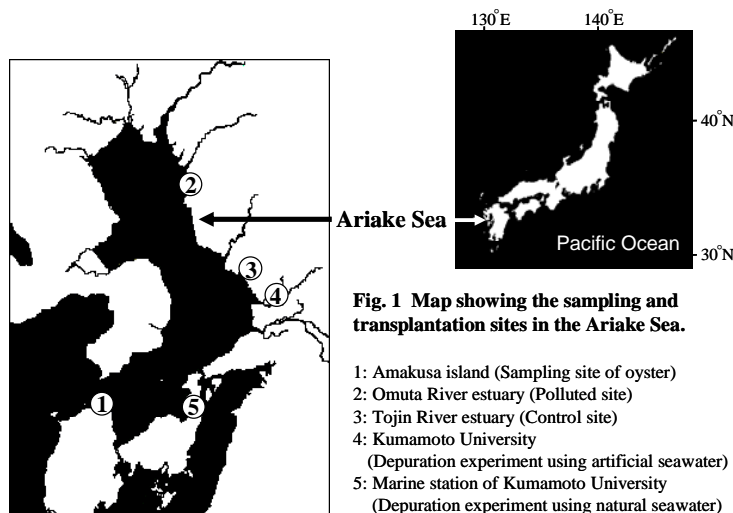 130°E 140°E
40°N
2
Ariake Sea
Pacific Ocean
30°N
3
4
Fig. 1 Map showing the sampling and
transplantation sites in the Ariake Sea.
1: Amakusa island (Sampling site of oyster)
1
5
2: Omuta River estuary (Polluted site)
3: Tojin River estuary (Control site)
4: Kumamoto University
(Depuration experiment using artificial seawater)
5: Marine station of Kumamoto University
(Depuration experiment using natural seawater)